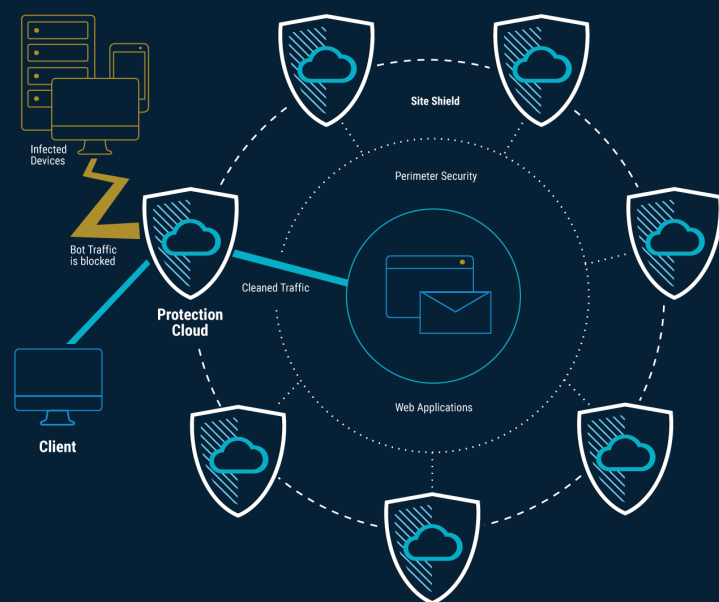 Site Shield
Infected
Devices
Perimeter Security
Bot Traffic
is blocked
Cleaned Traffic
Protection
Cloud
Web Applications
Client